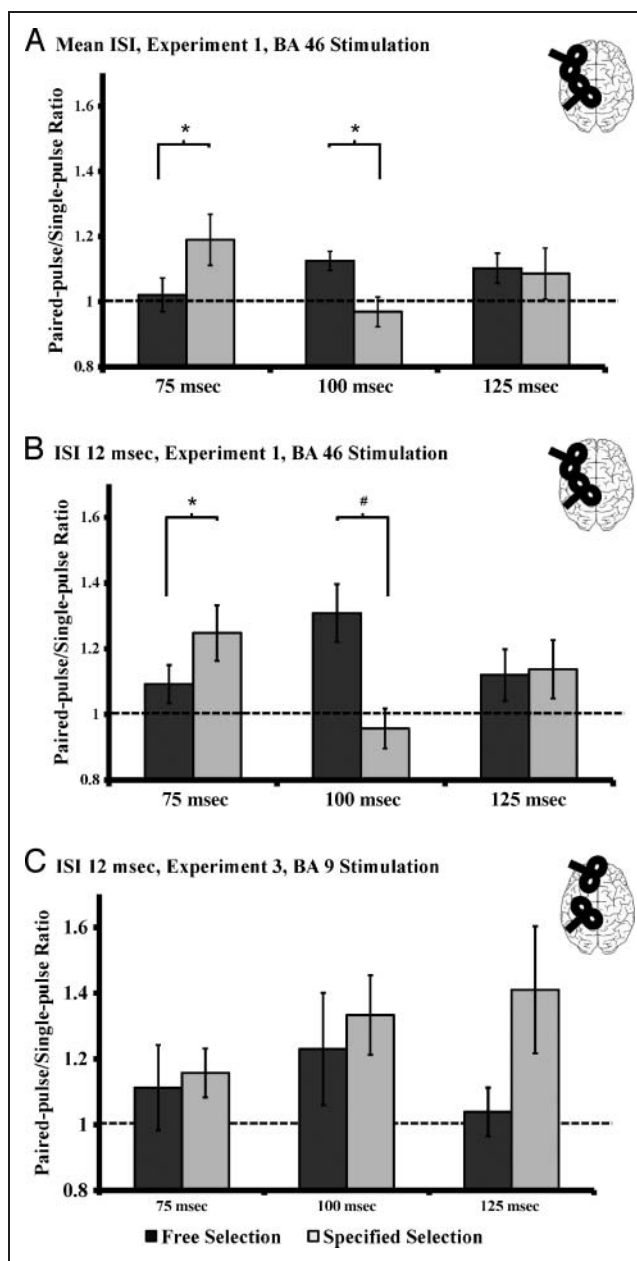 A Mean ISI, Experiment 1, BA 46 Stimulation
Paired-pulse/Single-pulse Ratio
1.6
1.4
1.2
1
0.8
*
*
75 msec 100 msec 125 msec
B ISI 12 msec, Experiment 1, BA 46 Stimulation
Paired-pulse/Single-pulse Ratio
1.6
1.4
1.2
1
0.8
*
#
75 msec 100 msec 125 msec
C ISI 12 msec, Experiment 3, BA 9 Stimulation
Paired-pulse/Single-pulse Ratio
1.6
1.4
1.2
1
0.8
75 msec 100 msec 125 msec
Free Selection Specified Selection